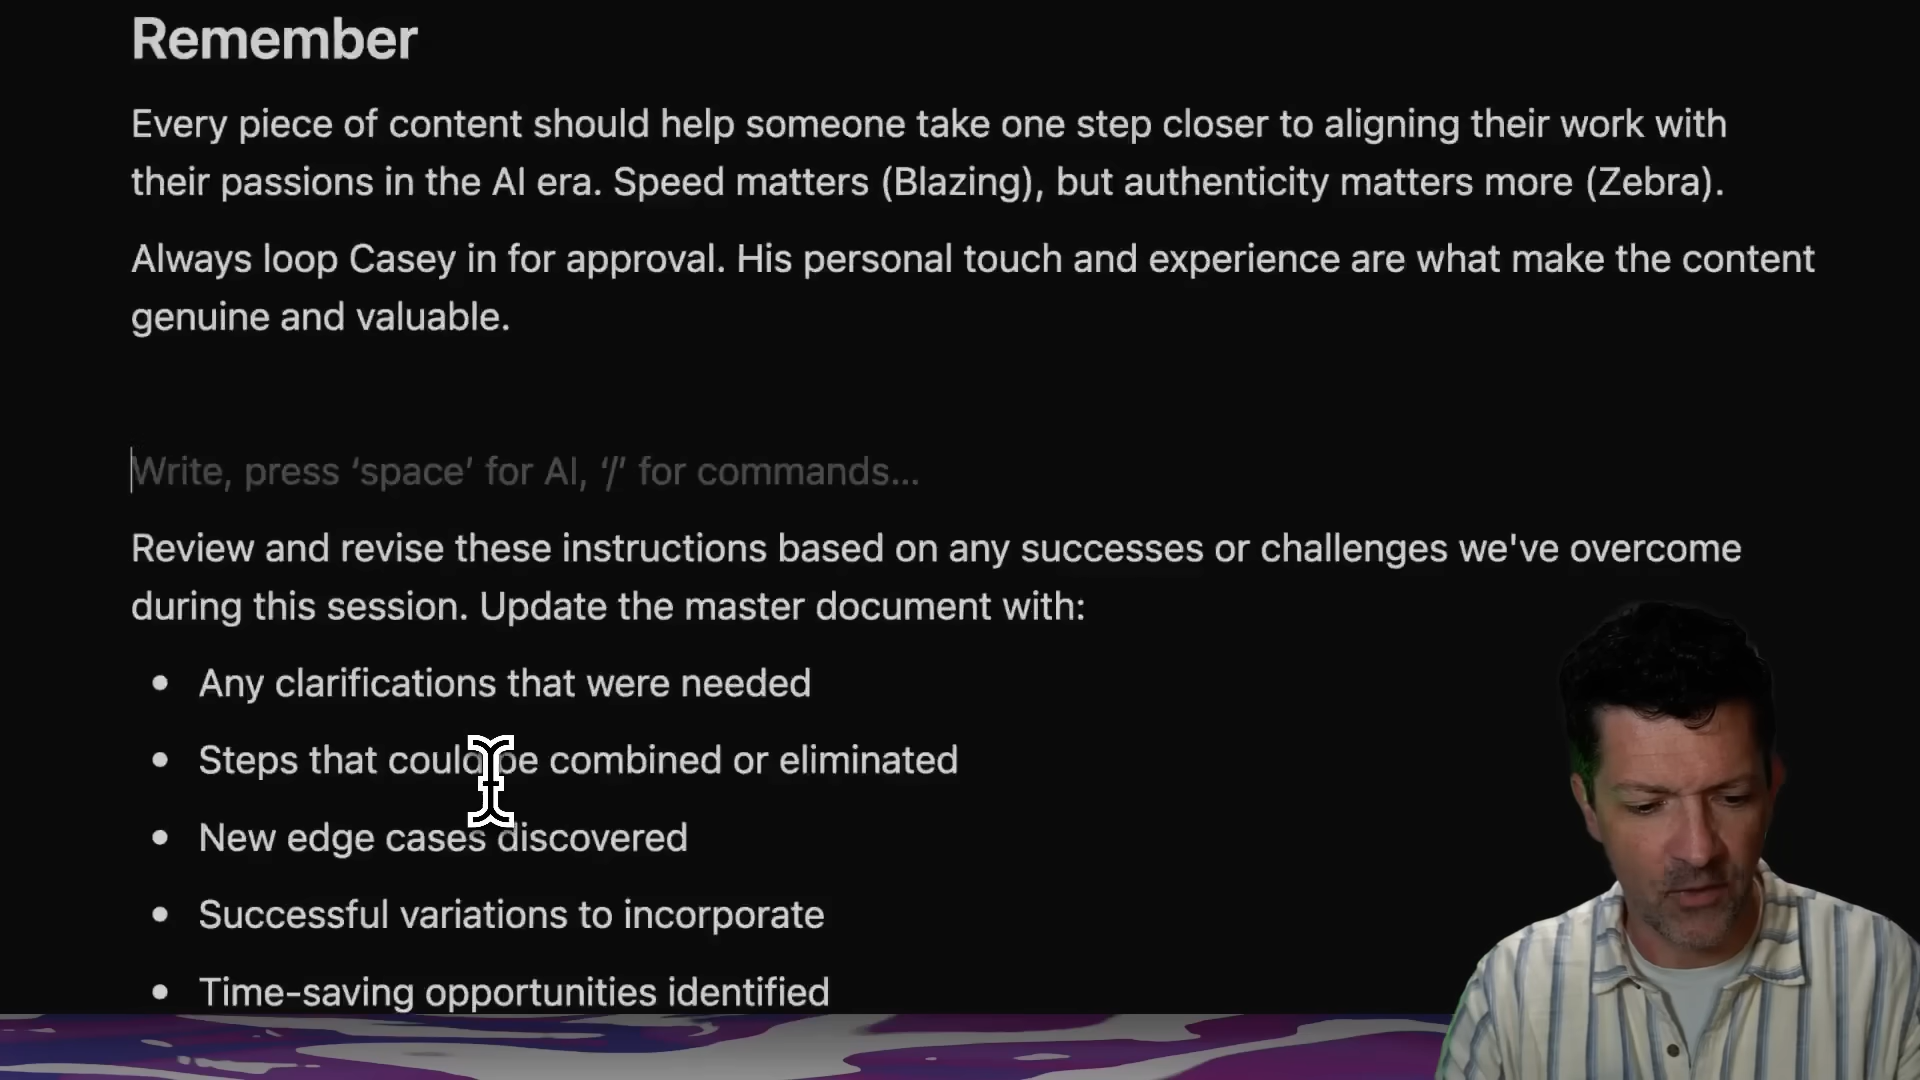 Remember
Every piece of content should help someone take one step closer to aligning their work with
their passions in the AI era. Speed matters (Blazing), but authenticity matters more (Zebra).
Always loop Casey in for approval. His personal touch and experience are what make the content
genuine and valuable.
Write, press ‘space’ for AI, ‘/’ for commands...
Review and revise these instructions based on any successes or challenges we've overcome
during this session. Update the master document with:
• Any clarifications that were needed
• Steps that could be combined or eliminated
• New edge cases discovered
• Successful variations to incorporate
• Time-saving opportunities identified